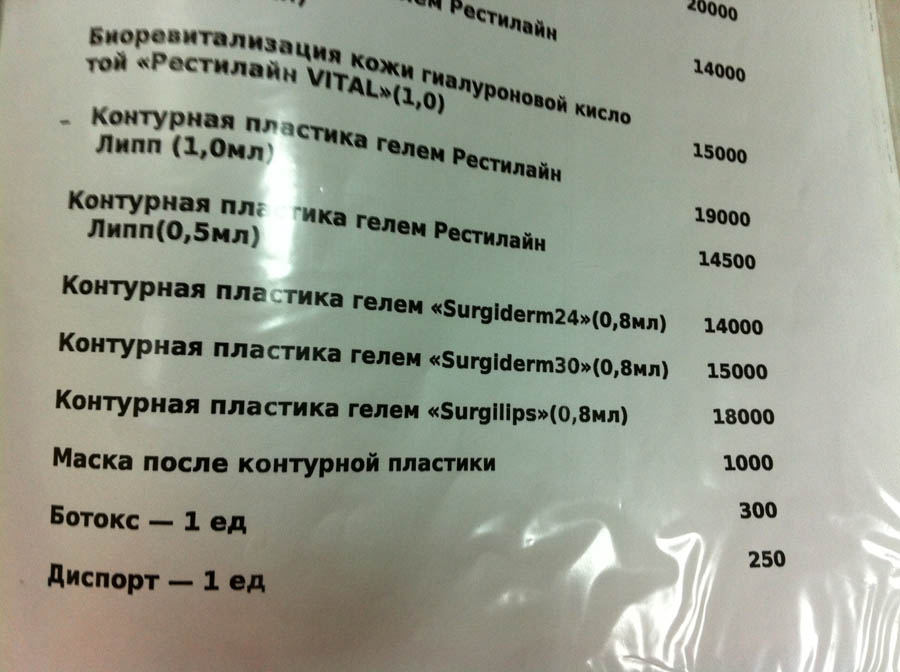 20000
Рестилайн 14000
Биоревитализация кожи гиалуроновой кисло 15000
той «Рестилайн VITAL»(1,0)
- Контурная пластика гелем Рестилайн 19000
Липп (1,0мл)
Контурная пластика гелем Рестилайн 14500
Липп(0,5мл)
Контурная пластика гелем «Surgiderm24»(0,8мл) 14000
Контурная пластика гелем «Surgiderm30»(0,8мл) 15000
Контурная пластика гелем «Surgilips»(0,8мл) 18000
Маска после контурной пластики 1000
Ботокс — 1 ед 300
Диспорт — 1 ед 250